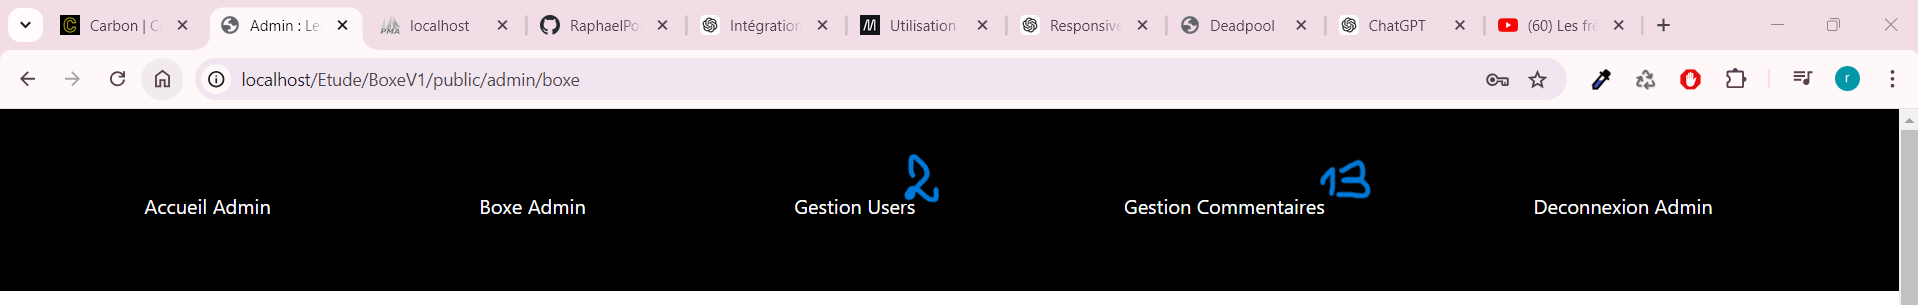 Carbon | C
Admin : Le
localhost
RaphaelPo
Intégration
Utilisation
Responsive
Deadpool
ChatGPT
(60) Les fré
localhost/Etude/BoxeV1/public/admin/boxe
r
2
13
Accueil Admin
Boxe Admin
Gestion Users
Gestion Commentaires
Deconnexion Admin